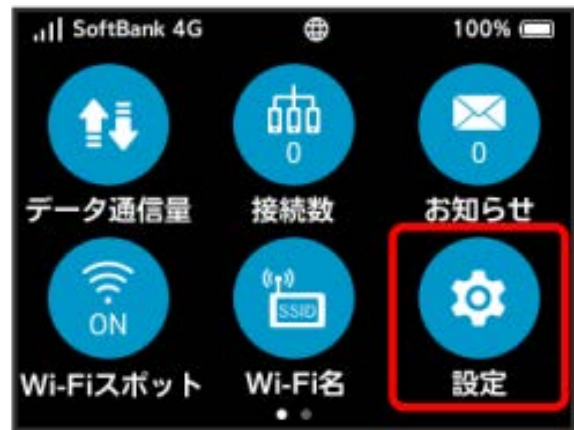 SoftBank 4G 100%
0 0
データ通信量 接続数 お知らせ
ON SSID
Wi-Fiスポット Wi-Fi名 設定